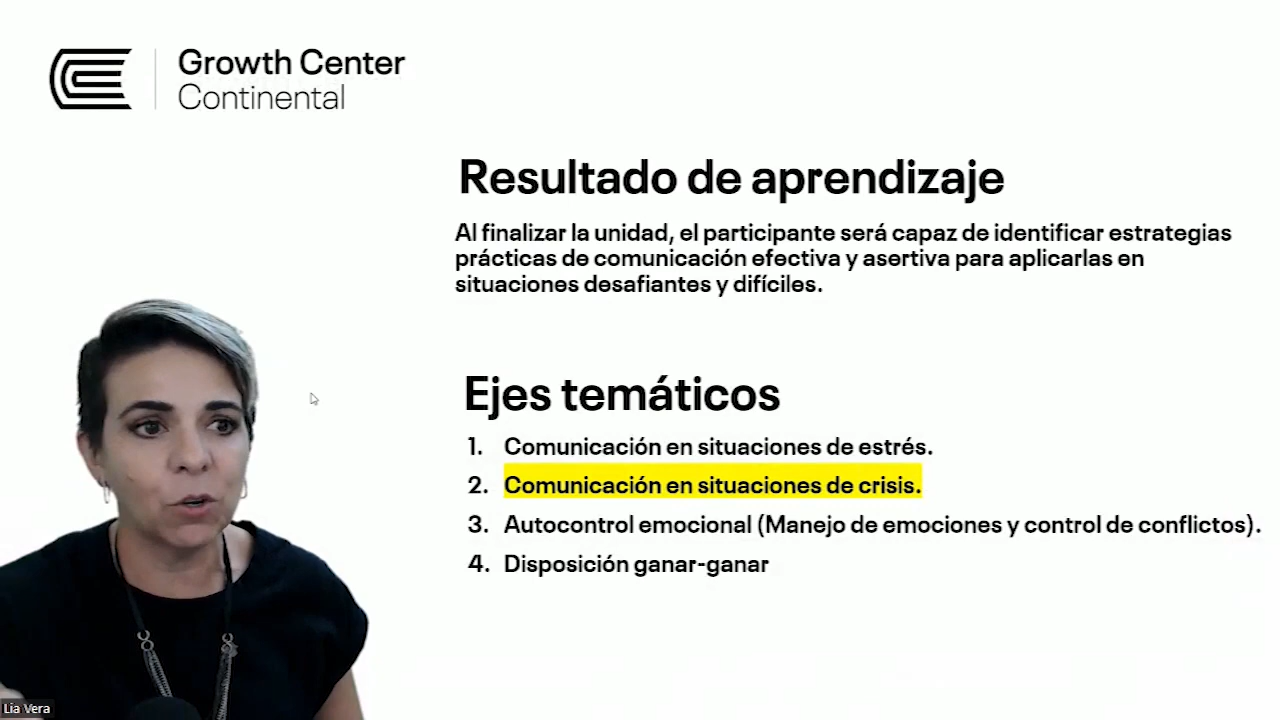 Growth Center
Continental
Resultado de aprendizaje
Al finalizar la unidad, el participante será capaz de identificar estrategias
prácticas de comunicación efectiva y asertiva para aplicarlas en
situaciones desafiantes y difíciles.
Ejes temáticos
1. Comunicación en situaciones de estrés.
2. Comunicación en situaciones de crisis.
3. Autocontrol emocional (Manejo de emociones y control de conflictos).
4. Disposición ganar-ganar
Lia Vera